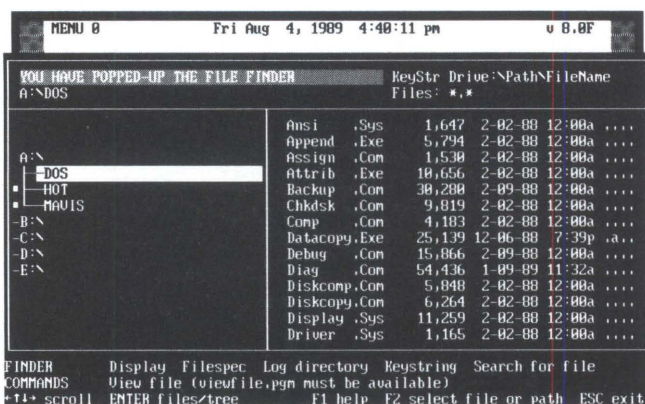 MENU 0 Fri Aug 4, 1989 4:40:11 pm v 8.0F
YOU HAVE POPPED-UP THE FILE FINDER KeyStr Drive:\Path\FileName
A:\DOS Files: *.*
Ansi .Sys 1,647 2-02-88 12:00a ....
Append .Exe 5,794 2-02-88 12:00a ....
A:\ Assign .Com 1,530 2-02-88 12:00a ....
DOS Attrib .Exe 10,656 2-02-88 12:00a ....
HOT Backup .Com 30,280 2-09-88 12:00a ....
MAVIS Chkdsk .Com 9,819 2-02-88 12:00a ....
-B:\ Comp .Com 4,183 2-02-88 12:00a ....
-C:\ Datacopy.Exe 25,139 12-06-88 7:39p .a..
-D:\ Debug .Com 15,866 2-09-88 12:00a ....
-E:\ Diag .Com 54,436 1-09-89 11:32a ....
Diskcomp.Com 5,848 2-02-88 12:00a ....
Diskcopy.Com 6,264 2-02-88 12:00a ....
Display .Sys 11,259 2-02-88 12:00a ....
Driver .Sys 1,165 2-02-88 12:00a ....
FINDER Display Filespec Log directory Keystring Search for file
COMMANDS View file (viewfile.pgm must be available)
←↑↓→ scroll ENTER files/tree F1 help F2 select file or path ESC exit